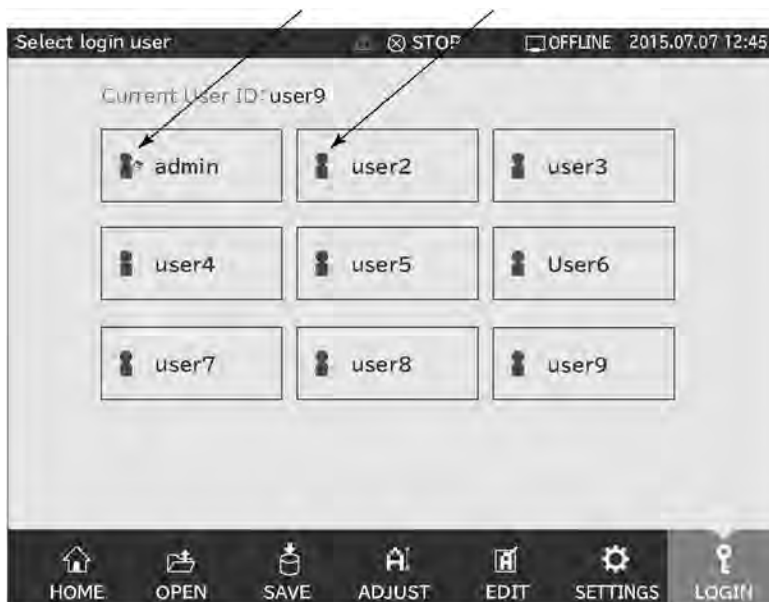 Select login user STOP OFFLINE 2015.07.07 12:45
Current User ID:user9
admin user2 user3
user4 user5 User6
user7 user8 user9
HOME OPEN SAVE ADJUST EDIT SETTINGS LOGIN